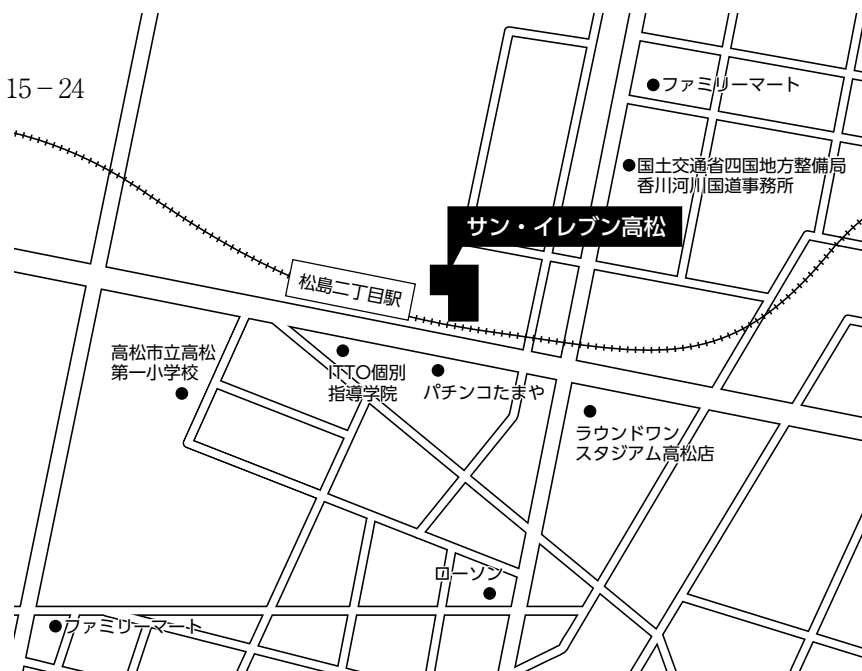 15−24
ファミリーマート
国土交通省四国地方整備局
香川河川国道事務所
サン・イレブン高松
松島二丁目駅
高松市立高松
第一小学校
ITTO個別
指導学院
パチンコたまや
ラウンドワン
スタジアム高松店
ローソン
ファミリーマート